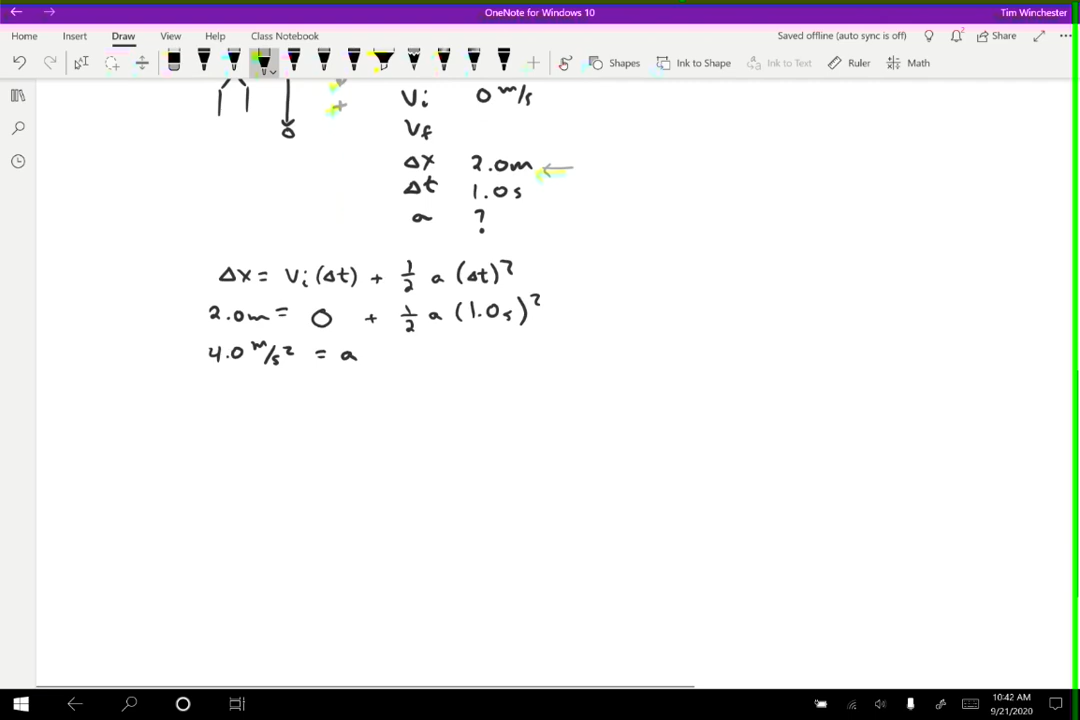 OneNote for Windows 10
Tim Winchester
Home Insert Draw View Help Class Notebook
Saved offline (auto sync is off) Share
Shapes Ink to Shape Ink to Text Ruler Math
Vi 0 m/s
Vf
Δx 2.0m
Δt 1.0s
a ?
Δx = Vi (Δt) + 1/2 a (Δt)²
2.0m = 0 + 1/2 a (1.0s)²
4.0 m/s² = a
10:42 AM
9/21/2020